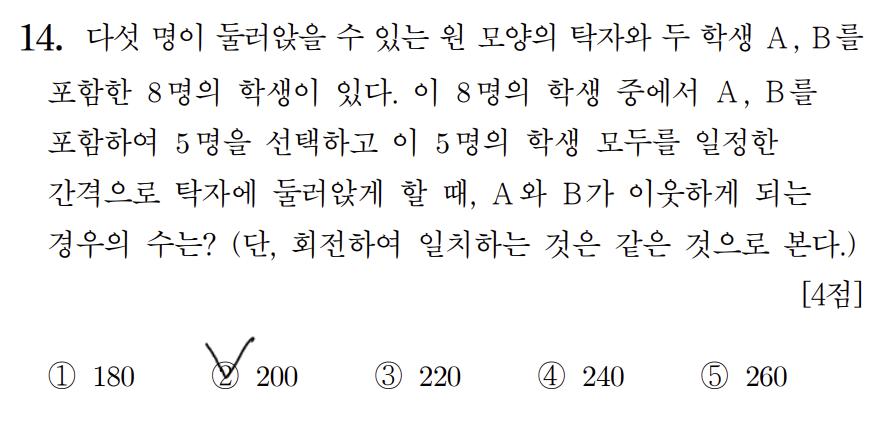 14. 다섯 명이 둘러앉을 수 있는 원 모양의 탁자와 두 학생 A, B를
포함한 8명의 학생이 있다. 이 8명의 학생 중에서 A, B를
포함하여 5명을 선택하고 이 5명의 학생 모두를 일정한
간격으로 탁자에 둘러앉게 할 때, A와 B가 이웃하게 되는
경우의 수는? (단, 회전하여 일치하는 것은 같은 것으로 본다.)
[4점]
① 180 ② 200 ③ 220 ④ 240 ⑤ 260